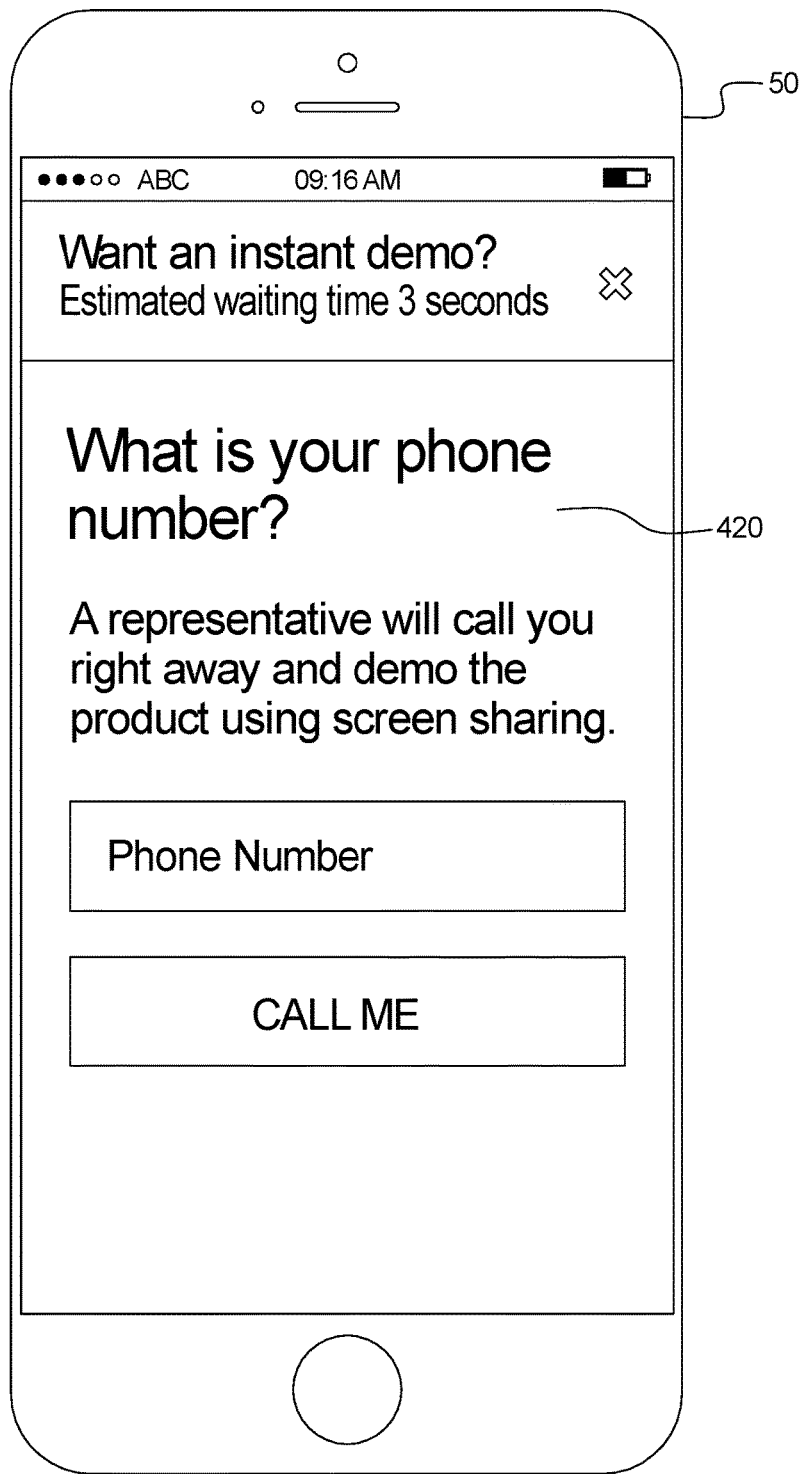 50
ABC 09:16 AM
Want an instant demo?
Estimated waiting time 3 seconds
What is your phone
number?
420
A representative will call you
right away and demo the
product using screen sharing.
Phone Number
CALL ME